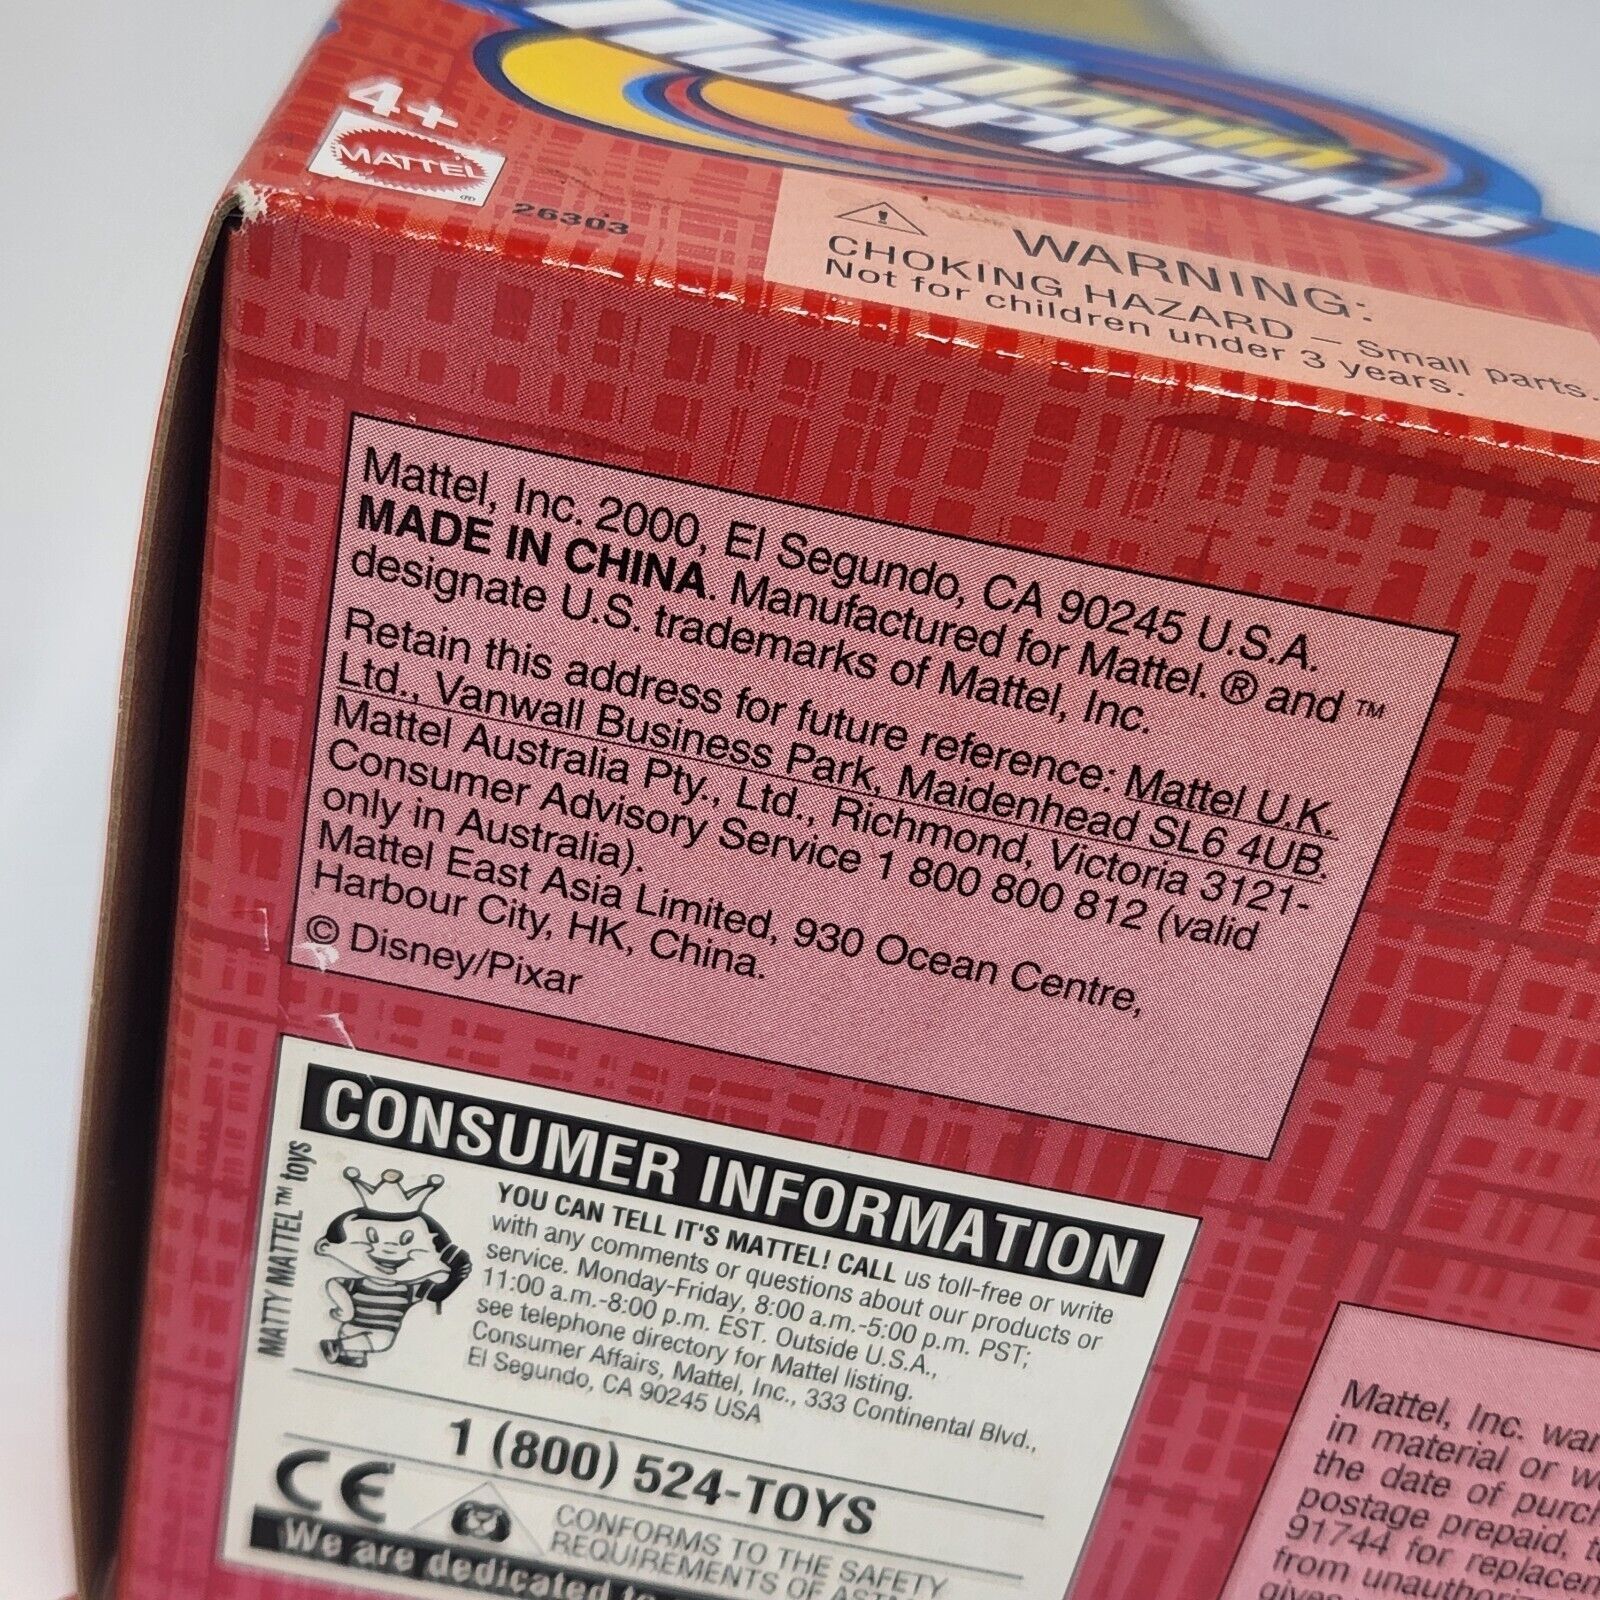 MORPHERS
4+
MATTEL
26303
WARNING:
CHOKING HAZARD – Small parts.
Not for children under 3 years.
Mattel, Inc. 2000, El Segundo, CA 90245 U.S.A.
MADE IN CHINA. Manufactured for Mattel. ® and ™
designate U.S. trademarks of Mattel, Inc.
Retain this address for future reference: Mattel U.K.
Ltd., Vanwall Business Park, Maidenhead SL6 4UB.
Mattel Australia Pty., Ltd., Richmond, Victoria 3121-
Consumer Advisory Service 1 800 800 812 (valid
only in Australia).
Mattel East Asia Limited, 930 Ocean Centre,
Harbour City, HK, China.
© Disney/Pixar
CONSUMER INFORMATION
MATTY MATTEL™ toys
YOU CAN TELL IT'S MATTEL! CALL us toll-free or write
with any comments or questions about our products or
service. Monday-Friday, 8:00 a.m.-5:00 p.m. PST;
11:00 a.m.-8:00 p.m. EST. Outside U.S.A.,
see telephone directory for Mattel listing.
Consumer Affairs, Mattel, Inc., 333 Continental Blvd.,
El Segundo, CA 90245 USA
1 (800) 524-TOYS
CE
CONFORMS TO THE SAFETY
REQUIREMENTS OF
We are dedicated to
Mattel, Inc.
in material or
the date of
postage prepaid,
91744 for
from